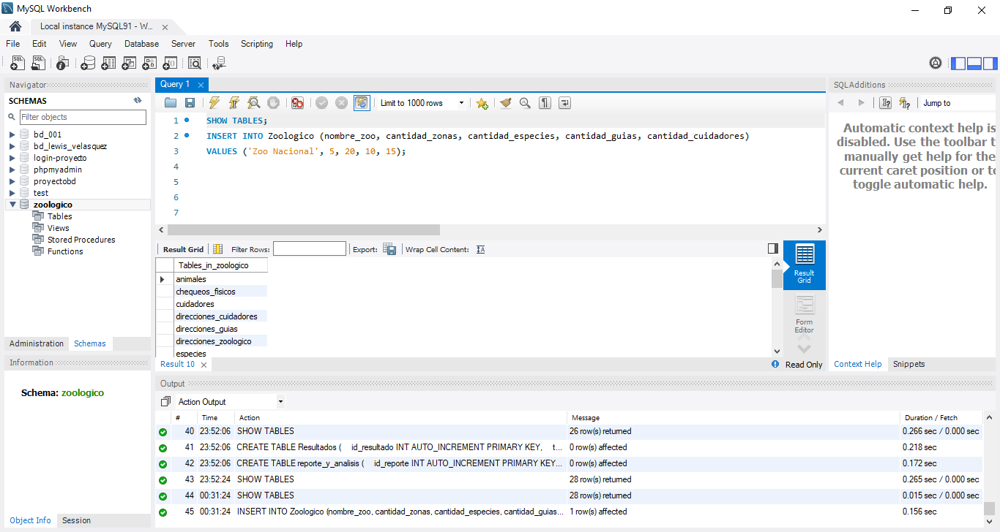 MySQL Workbench
Local instance MySQL91 - W...
File Edit View Query Database Server Tools Scripting Help
Navigator
SCHEMAS
Filter objects
bd_001
bd_lewis_velasquez
login-proyecto
phpmyadmin
proyectobd
test
zoologico
Tables
Views
Stored Procedures
Functions
Administration Schemas
Information
Schema: zoologico
Object Info Session
Query 1
Limit to 1000 rows
1 SHOW TABLES;
2 INSERT INTO Zoologico (nombre_zoo, cantidad_zonas, cantidad_especies, cantidad_guias, cantidad_cuidadores)
3 VALUES ('Zoo Nacional', 5, 20, 10, 15);
4
5
6
7
Result Grid Filter Rows: Export: Wrap Cell Content:
Tables_in_zoologico
animales
chequeos_fisicos
cuidadores
direcciones_cuidadores
direcciones_guias
direcciones_zoologico
especies
Result Grid
Form Editor
Result 10 Read Only
SQLAdditions
Jump to
Automatic context help is
disabled. Use the toolbar t
manually get help for the
current caret position or to
toggle automatic help.
Context Help Snippets
Output
Action Output
# Time Action Message Duration / Fetch
40 23:52:06 SHOW TABLES 26 row(s) returned 0.266 sec / 0.000 sec
41 23:52:06 CREATE TABLE Resultados ( id_resultado INT AUTO_INCREMENT PRIMARY KEY, t... 0 row(s) affected 0.218 sec
42 23:52:06 CREATE TABLE reporte_y_analisis ( id_reporte INT AUTO_INCREMENT PRIMARY KEY... 0 row(s) affected 0.172 sec
43 23:52:24 SHOW TABLES 28 row(s) returned 0.265 sec / 0.000 sec
44 00:31:24 SHOW TABLES 28 row(s) returned 0.015 sec / 0.000 sec
45 00:31:24 INSERT INTO Zoologico (nombre_zoo, cantidad_zonas, cantidad_especies, cantidad_guias... 1 row(s) affected 0.156 sec